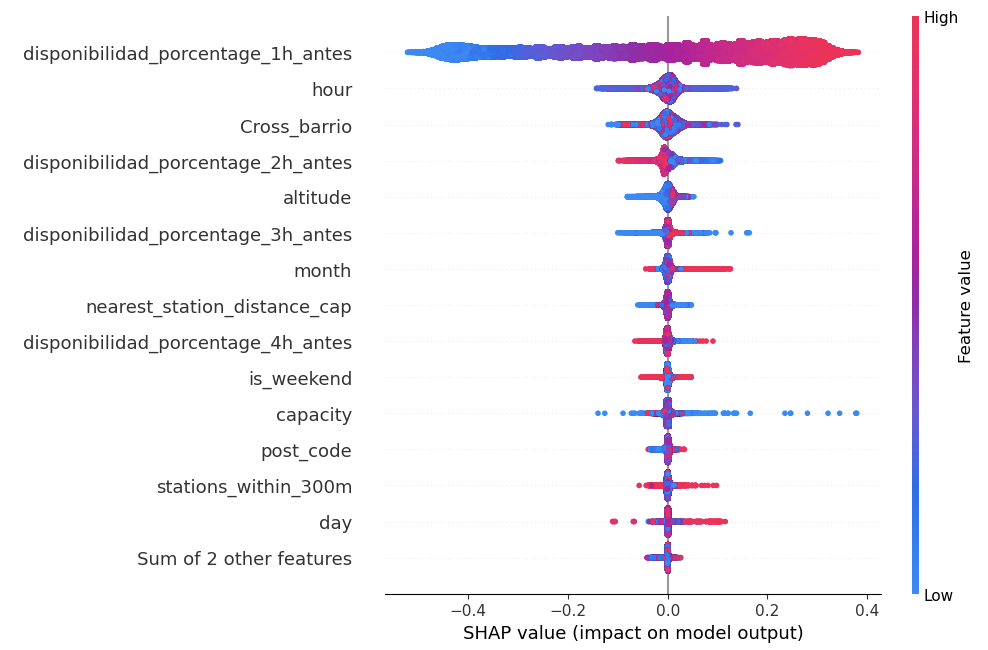 High
disponibilidad_porcentage_1h_antes
hour
Cross_barrio
disponibilidad_porcentage_2h_antes
altitude
disponibilidad_porcentage_3h_antes
month
nearest_station_distance_cap
disponibilidad_porcentage_4h_antes
is_weekend
capacity
post_code
stations_within_300m
day
Sum of 2 other features
Feature value
Low
−0.4 −0.2 0.0 0.2 0.4
SHAP value (impact on model output)